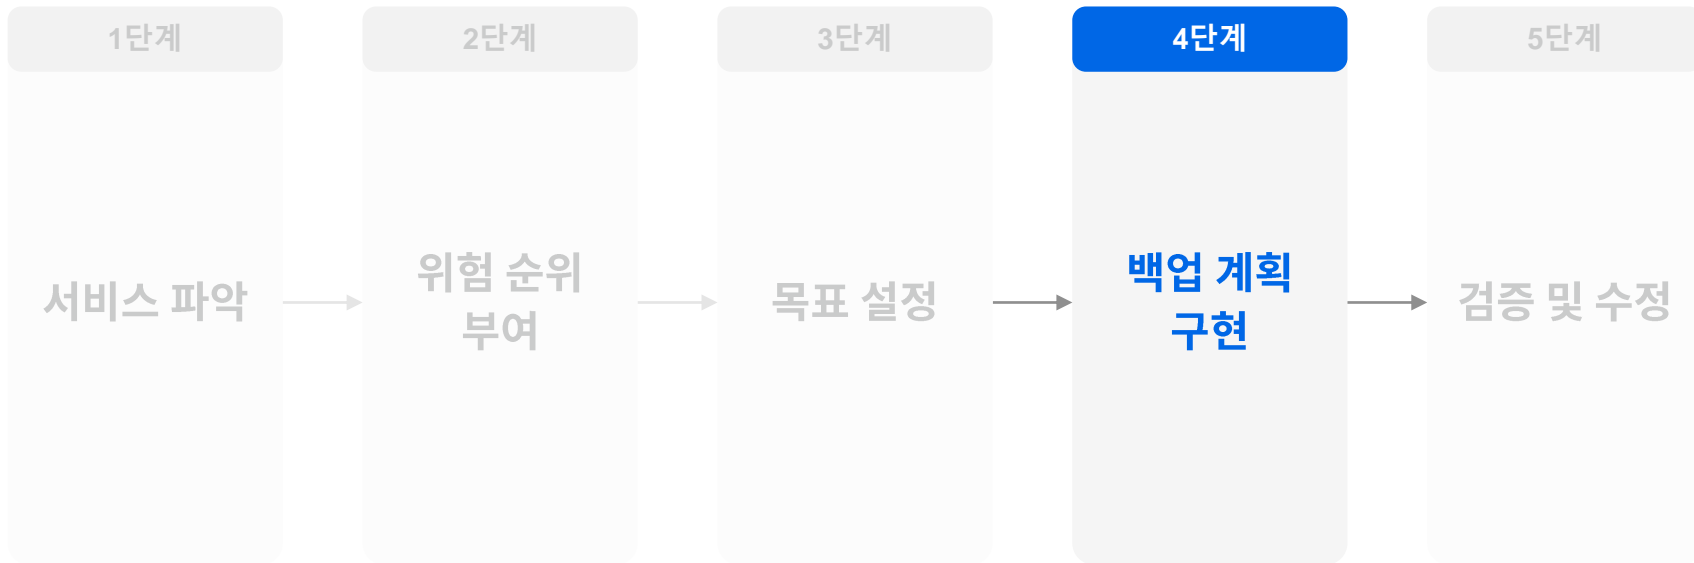 1단계
서비스 파악
2단계
위험 순위
부여
3단계
목표 설정
4단계
백업 계획
구현
5단계
검증 및 수정